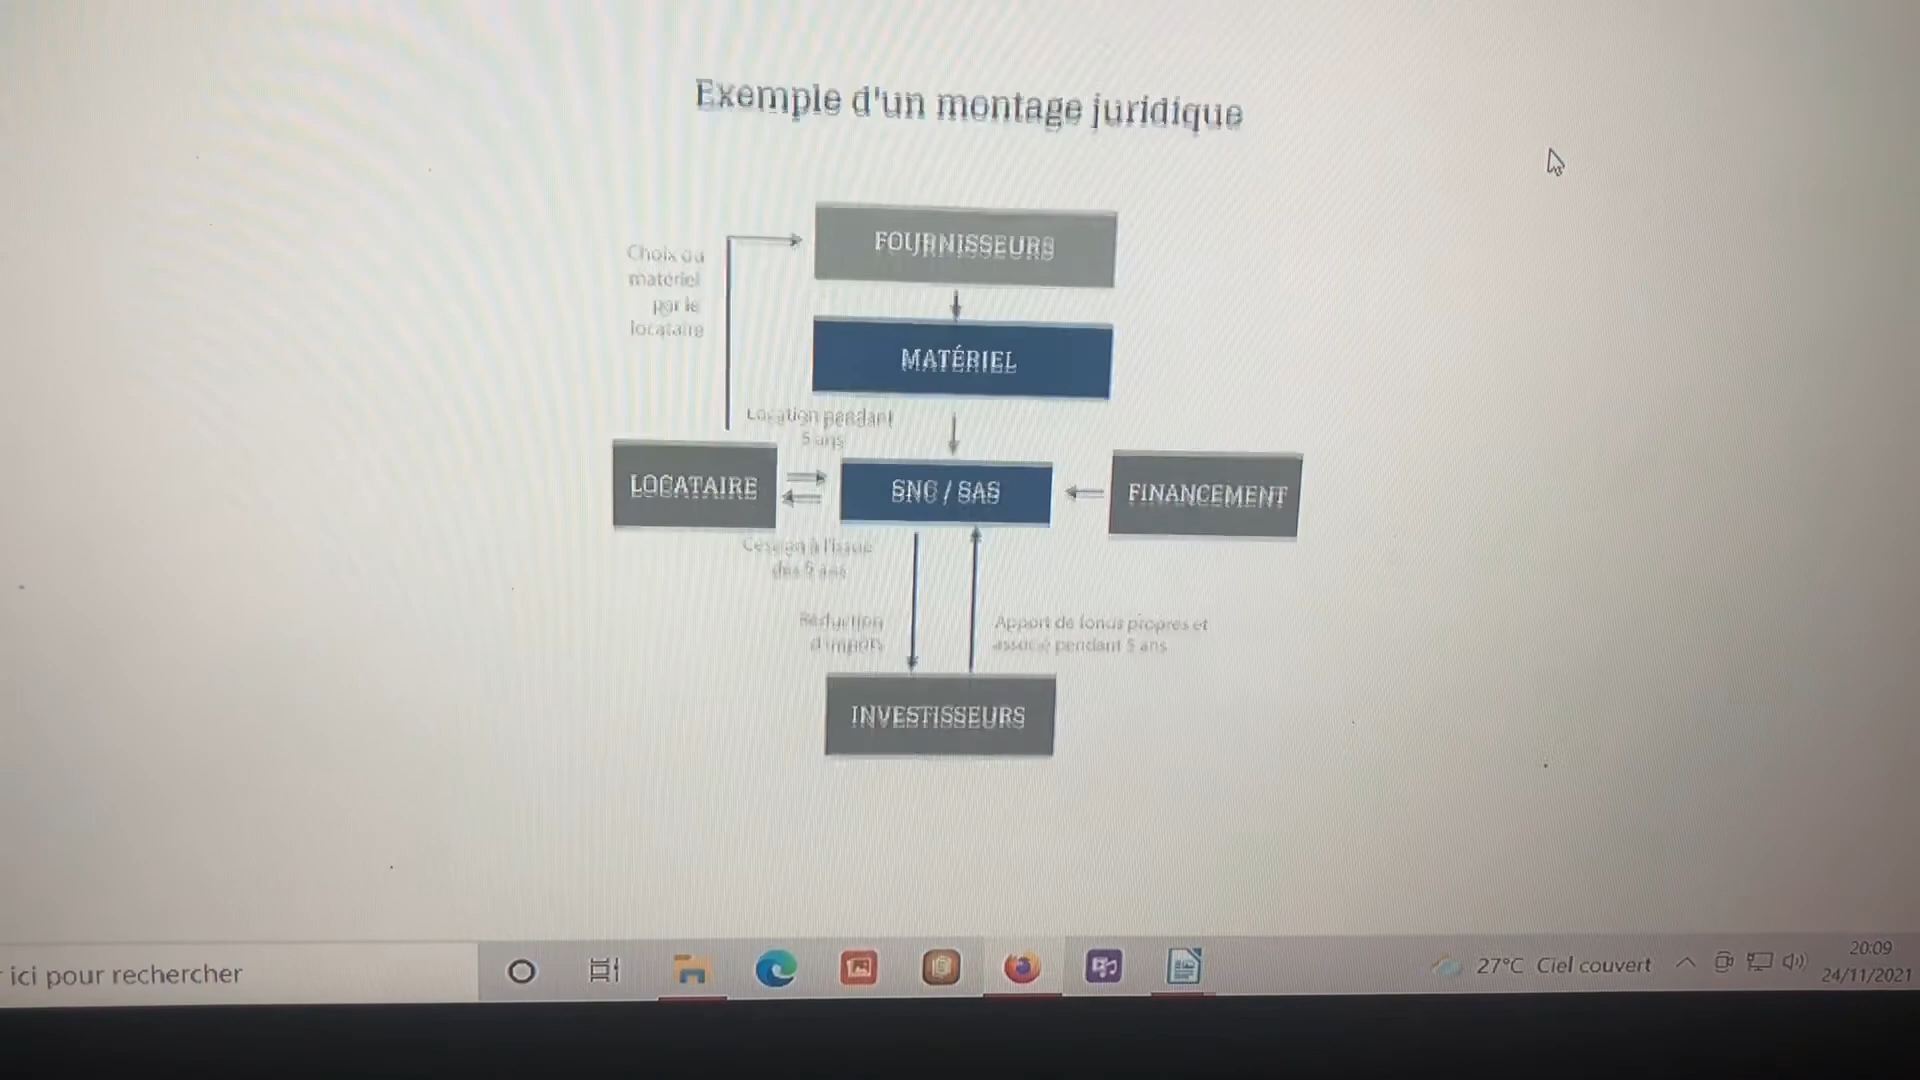 Exemple d'un montage juridique
FOURNISSEURS
Choix du
matériel
par le
locataire
MATÉRIEL
Location pendant
5 ans
LOCATAIRE
SNC / SAS
FINANCEMENT
Cession à l'issue
des 5 ans
Réduction
d'impôts
Apport de fonds propres et
associé pendant 5 ans
INVESTISSEURS
ici pour rechercher
27°C Ciel couvert
20:09
24/11/2021